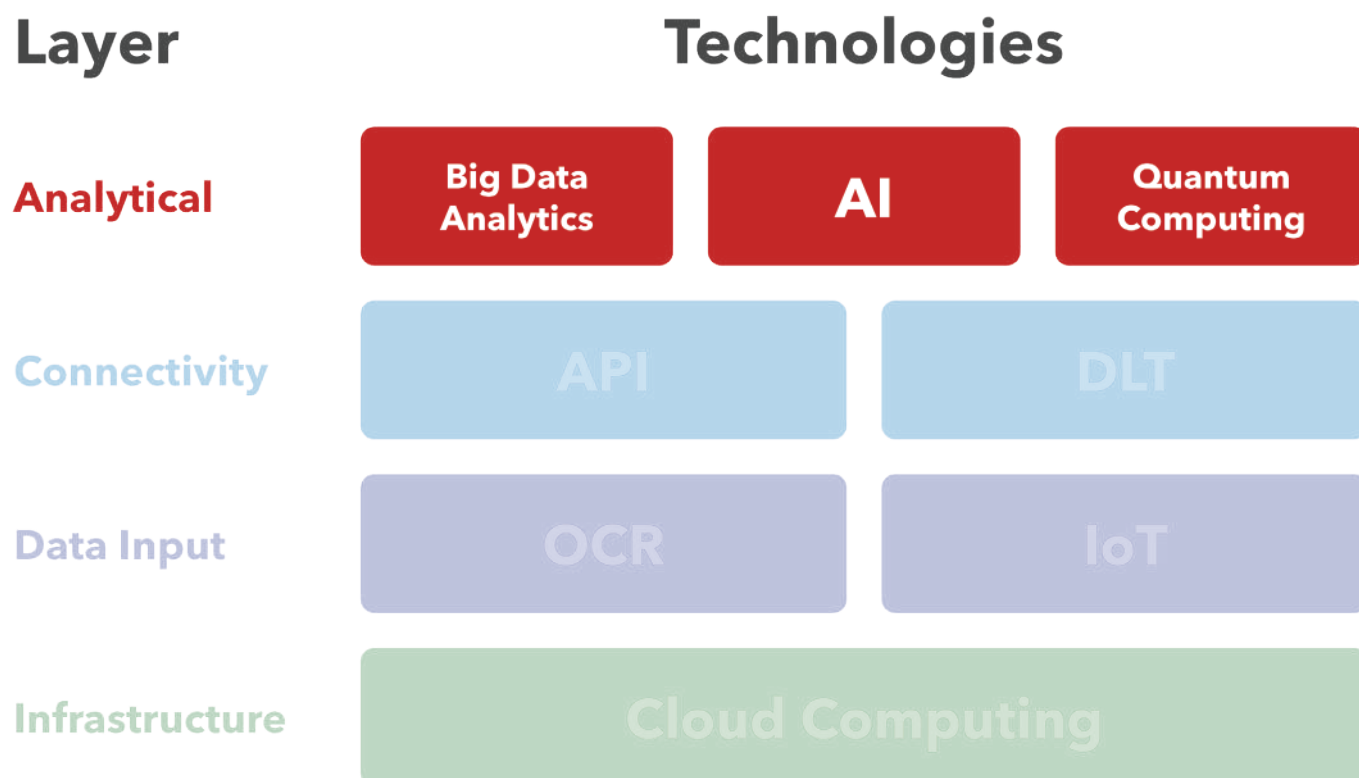 Layer
Technologies
Analytical
Big Data
Analytics
AI
Quantum
Computing
Connectivity
API
DLT
Data Input
OCR
IoT
Infrastructure
Cloud Computing